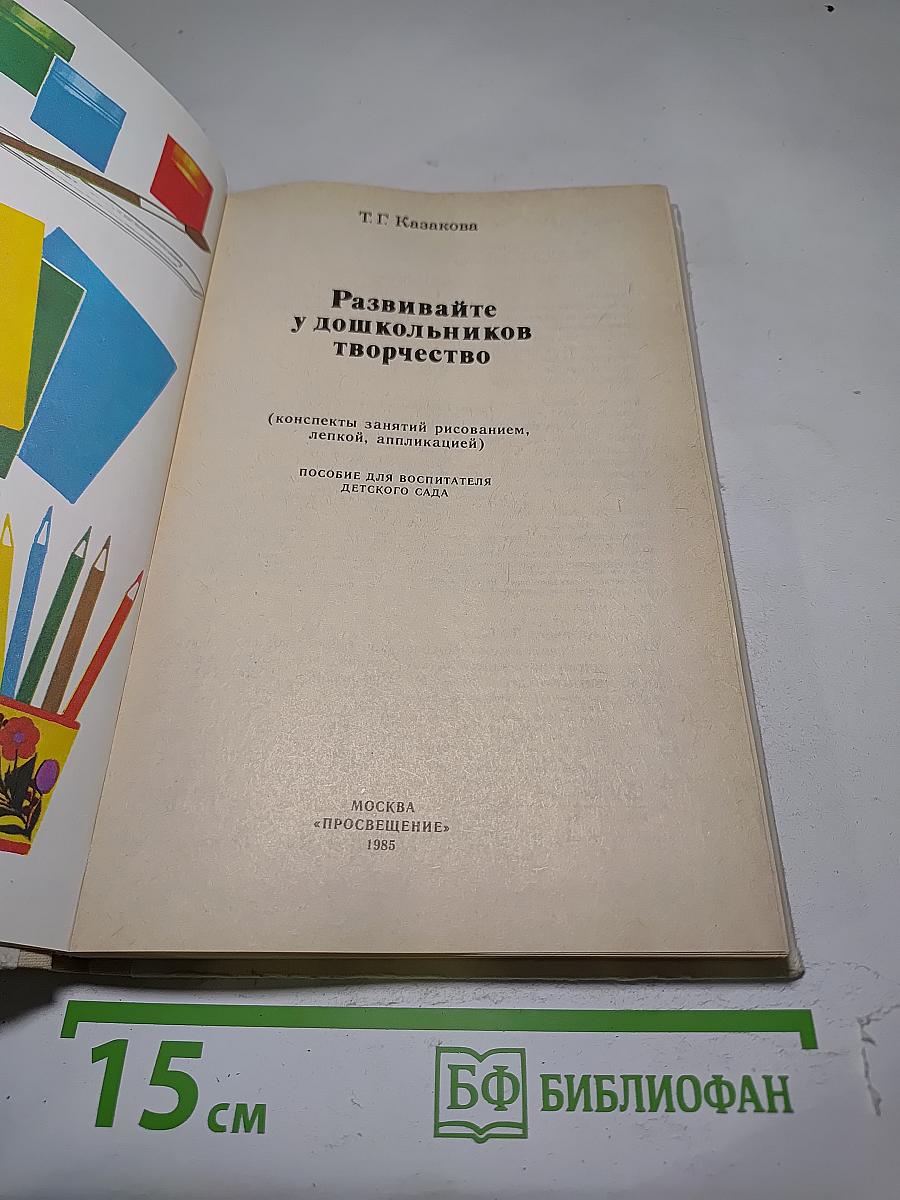 Т. Г. Казакова
Развивайте
у дошкольников
творчество
(конспекты занятий рисованием,
лепкой, аппликацией)
ПОСОБИЕ ДЛЯ ВОСПИТАТЕЛЯ
ДЕТСКОГО САДА
МОСКВА
«ПРОСВЕЩЕНИЕ»
1985
15 см
БФ БИБЛИОФАН